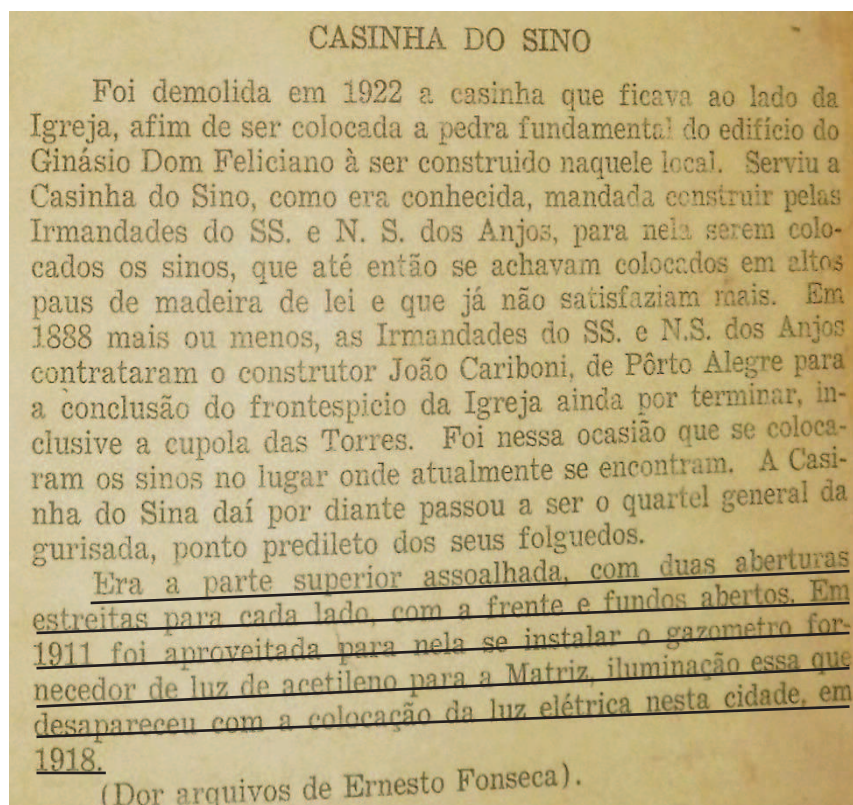 CASINHA DO SINO
Foi demolida em 1922 a casinha que ficava ao lado da
Igreja, afim de ser colocada a pedra fundamental do edifício do
Ginásio Dom Feliciano à ser construido naquele local. Serviu a
Casinha do Sino, como era conhecida, mandada construir pelas
Irmandades do SS. e N. S. dos Anjos, para nela serem colo-
cados os sinos, que até então se achavam colocados em altos
paus de madeira de lei e que já não satisfaziam mais. Em
1888 mais ou menos, as Irmandades do SS. e N.S. dos Anjos
contrataram o construtor João Cariboni, de Pôrto Alegre para
a conclusão do frontespicio da Igreja ainda por terminar, in-
clusive a cupola das Torres. Foi nessa ocasião que se coloca-
ram os sinos no lugar onde atualmente se encontram. A Casi-
nha do Sina daí por diante passou a ser o quartel general da
gurisada, ponto predileto dos seus folguedos.
Era a parte superior assoalhada, com duas aberturas
estreitas para cada lado, com a frente e fundos abertos. Em
1911 foi aproveitada para nela se instalar o gazometro for-
necedor de luz de acetileno para a Matriz, iluminação essa que
desapareceu com a colocação da luz elétrica nesta cidade, em
1918.
(Dor arquivos de Ernesto Fonseca).